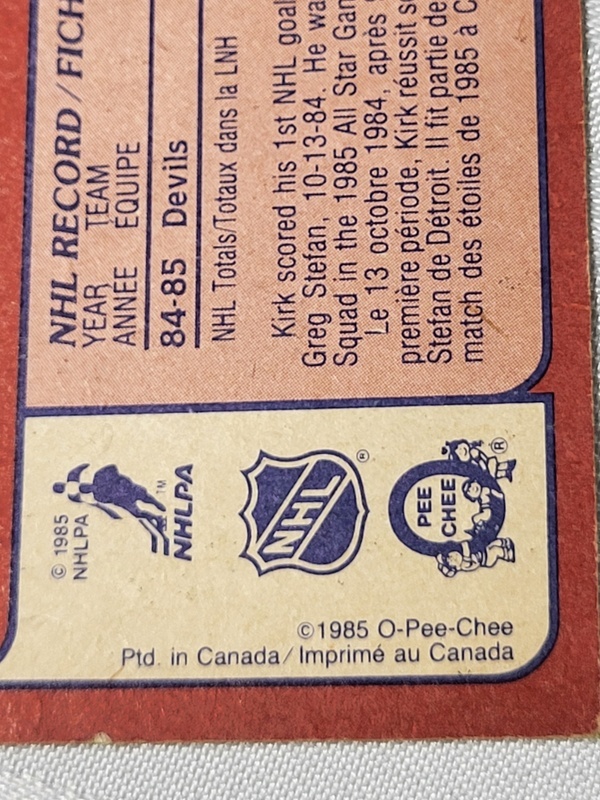 NHL RECORD / FICH
YEAR TEAM
ANNEE EQUIPE
84-85 Devils
NHL Totals/Totaux dans la LNH
Kirk scored his 1st NHL goal
Greg Stefan, 10-13-84. He wa
Squad in the 1985 All Star Gam
Le 13 octobre 1984, après
première période, Kirk réussit s
Stefan de Detroit. Il fit partie de
match des étoiles de 1985 à C
© 1985
NHLPA
NHLPA TM
NHL ®
PEE
CHEE
®
©1985 O-Pee-Chee
Ptd. in Canada/Imprimé au Canada